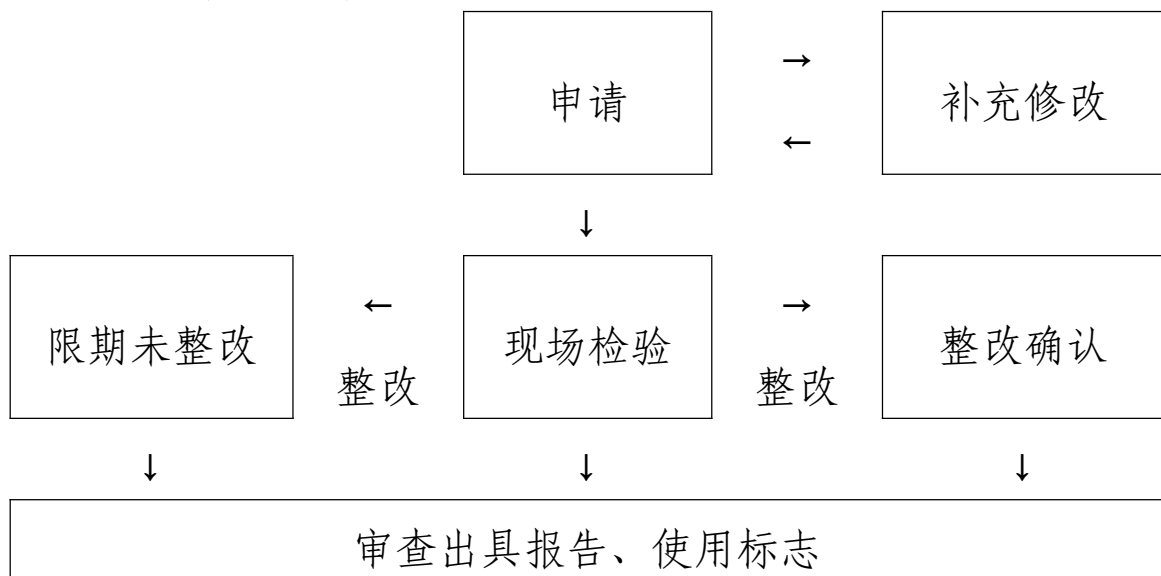 申请
→
←
补充修改
↓
限期未整改
←
整改
现场检验
→
整改
整改确认
↓ ↓ ↓
审查出具报告、使用标志